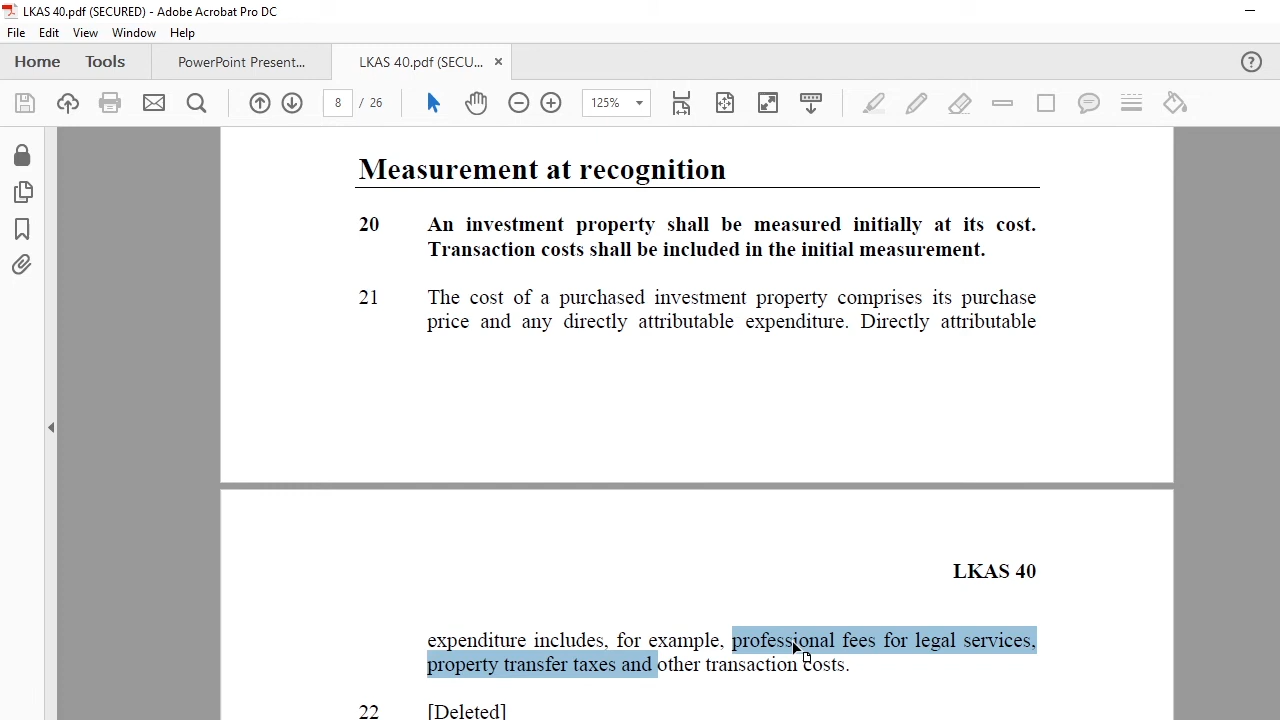 LKAS 40.pdf (SECURED) - Adobe Acrobat Pro DC
File Edit View Window Help
Home Tools PowerPoint Present... LKAS 40.pdf (SECU... ×
8 / 26 125%
Measurement at recognition
20 An investment property shall be measured initially at its cost.
Transaction costs shall be included in the initial measurement.
21 The cost of a purchased investment property comprises its purchase
price and any directly attributable expenditure. Directly attributable
LKAS 40
expenditure includes, for example, professional fees for legal services,
property transfer taxes and other transaction costs.
22 [Deleted]